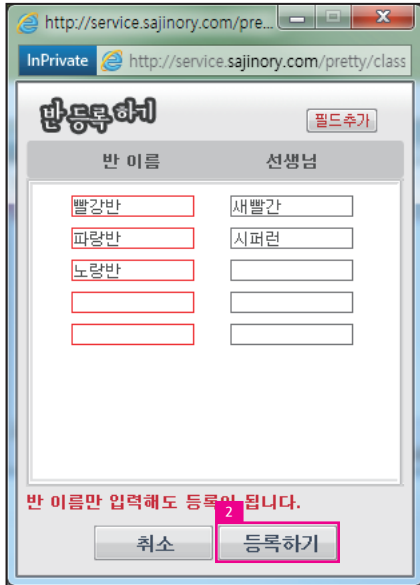 http://service.sajinory.com/pre...
InPrivate http://service.sajinory.com/pretty/class
반등록하기
필드추가
반 이름 선생님
빨강반 새빨간
파랑반 시퍼런
노랑반
반 이름만 입력해도 등록이 됩니다.
2
취소 등록하기